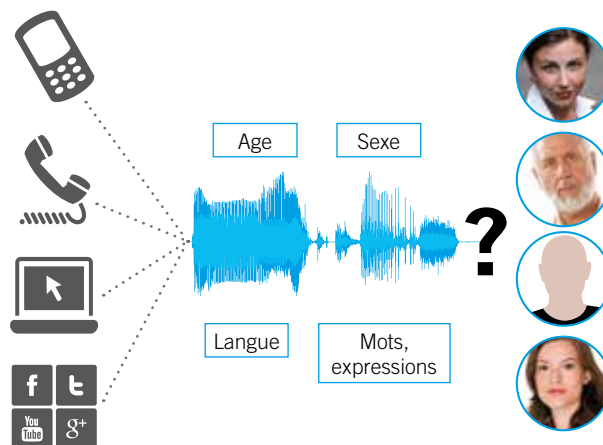 Age
Sexe
?
Langue
Mots,
expressions
f
t
You
Tube
g+